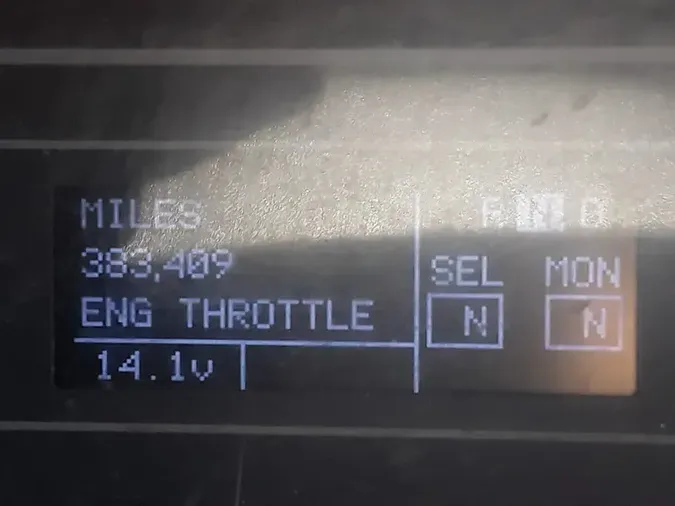 MILES
383,409
ENG THROTTLE
14.1v
R N D
SEL MON
N N